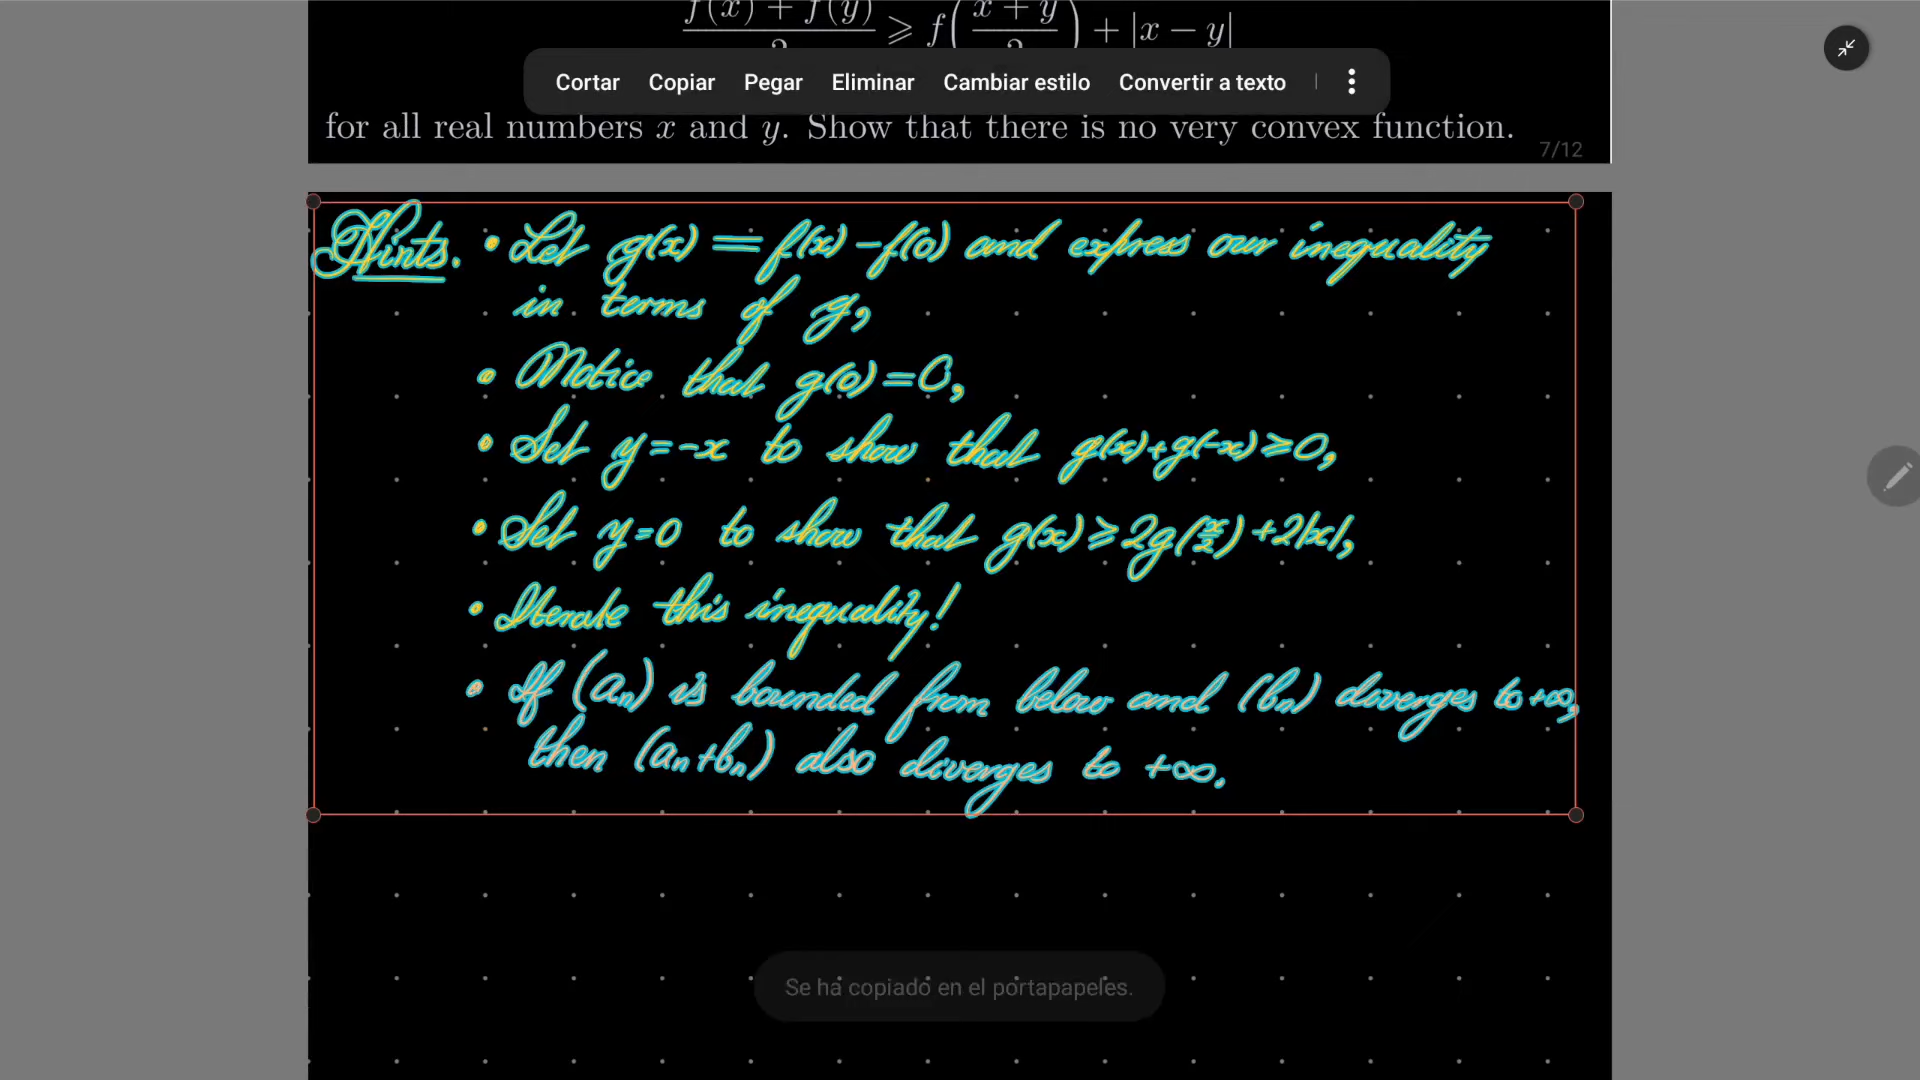 f(x) + f(y) / 2 ⩾ f(x + y / 2) + |x − y|
Cortar Copiar Pegar Eliminar Cambiar estilo Convertir a texto
for all real numbers x and y. Show that there is no very convex function.
7/12
Hints. • Let g(x) = f(x) − f(0) and express our inequality
in terms of g,
• Notice that g(0) = 0,
• Set y = −x to show that g(x) + g(−x) ⩾ 0,
• Set y = 0 to show that g(x) ⩾ 2g(x/2) + 2|x|,
• Iterate this inequality!
• If (aₙ) is bounded from below and (bₙ) diverges to +∞,
then (aₙ + bₙ) also diverges to +∞.
Se ha copiado en el portapapeles.